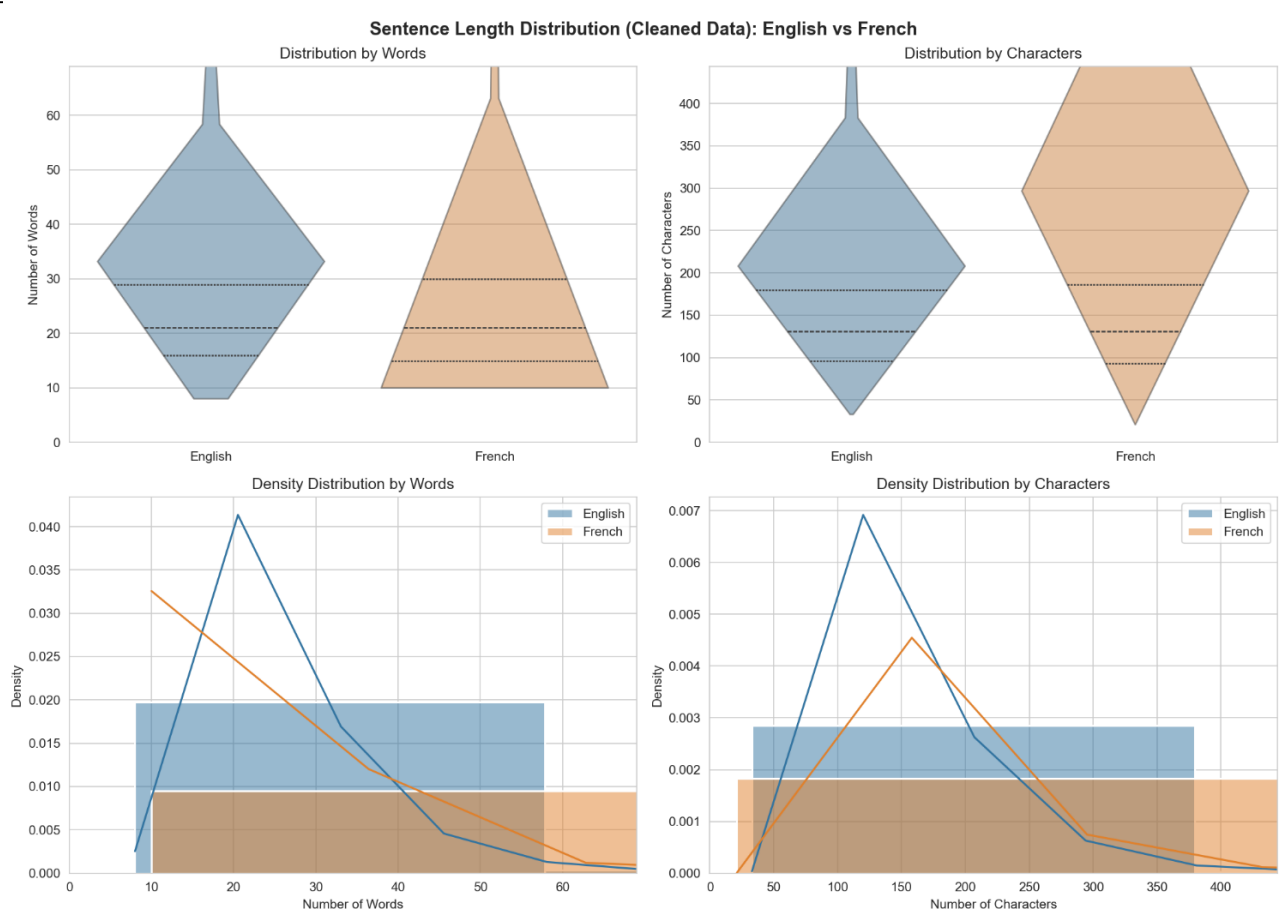 Sentence Length Distribution (Cleaned Data): English vs French
Distribution by Words
Number of Words
60
50
40
30
20
10
0
English
French
Distribution by Characters
Number of Characters
400
350
300
250
200
150
100
50
0
English
French
Density Distribution by Words
Density
0.040
0.035
0.030
0.025
0.020
0.015
0.010
0.005
0.000
English
French
0
10
20
30
40
50
60
Number of Words
Density Distribution by Characters
Density
0.007
0.006
0.005
0.004
0.003
0.002
0.001
0.000
English
French
0
50
100
150
200
250
300
350
400
Number of Characters